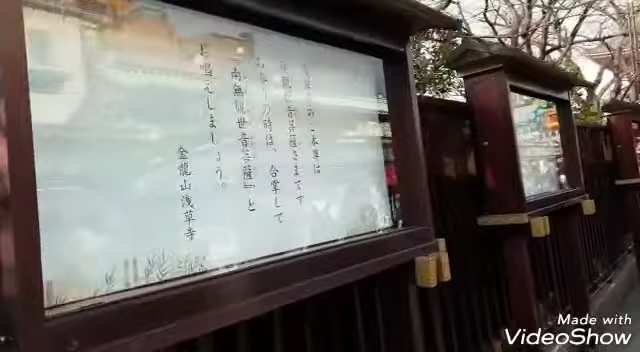 ご本尊は
聖観世音菩薩さまです
お参りの時は、合掌して
『南無観世音菩薩』と
お唱えしましょう。
金龍山浅草寺
Made with
VideoShow